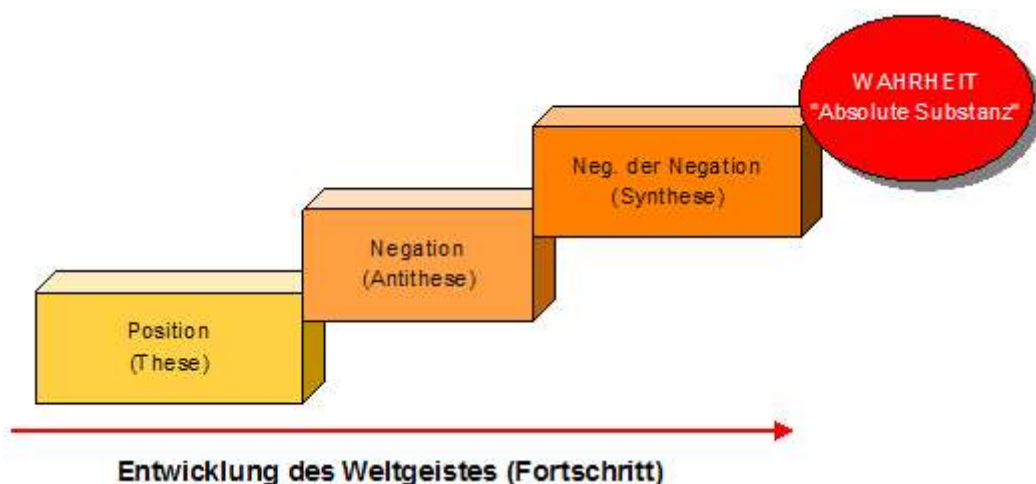 WAHRHEIT
"Absolute Substanz"
Neg. der Negation
(Synthese)
Negation
(Antithese)
Position
(These)
Entwicklung des Weltgeistes (Fortschritt)